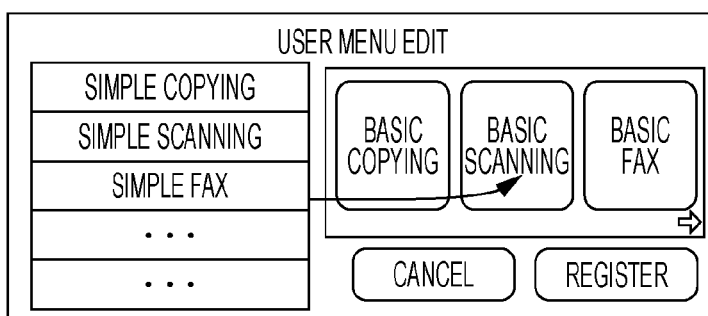 USER MENU EDIT
SIMPLE COPYING
SIMPLE SCANNING
SIMPLE FAX
...
...
BASIC
COPYING
BASIC
SCANNING
BASIC
FAX
CANCEL
REGISTER